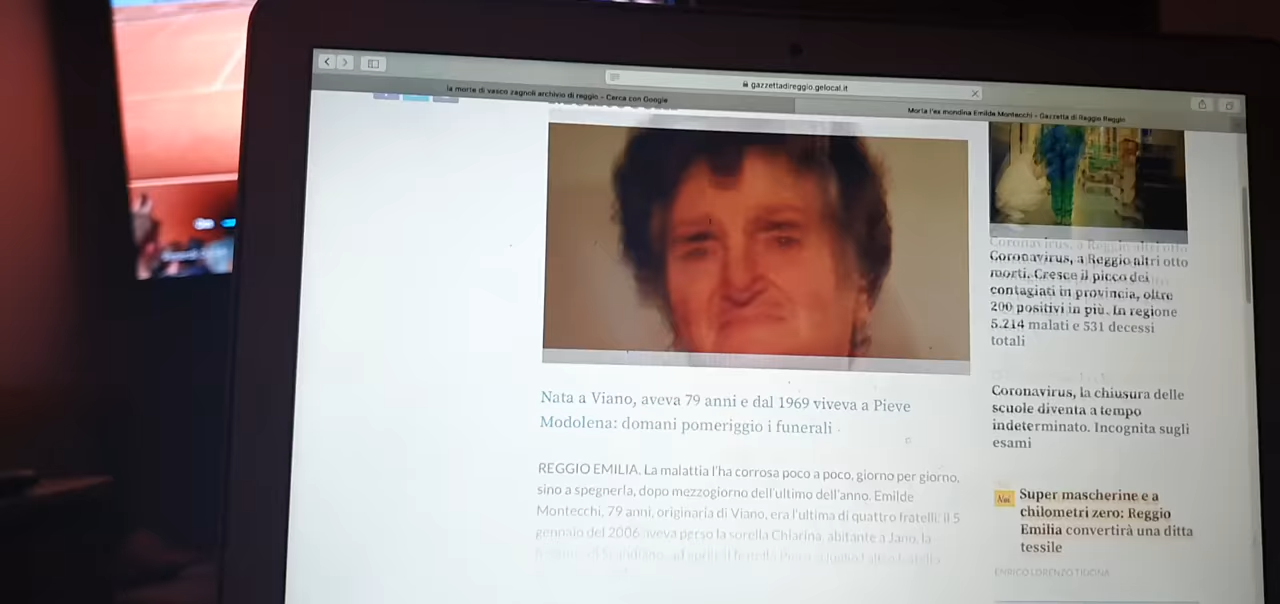 gazzettadireggio.gelocal.it
la morte di vasco zagnoli archivio di reggio - Cerca con Google
Morta l'ex mondina Emilde Montecchi - Gazzetta di Reggio Reggio
Nata a Viano, aveva 79 anni e dal 1969 viveva a Pieve
Modolena: domani pomeriggio i funerali
REGGIO EMILIA. La malattia l'ha corrosa poco a poco, giorno per giorno,
sino a spegnerla, dopo mezzogiorno dell'ultimo dell'anno. Emilde
Montecchi, 79 anni, originaria di Viano, era l'ultima di quattro fratelli. il 5
gennaio del 2006 aveva perso la sorella Chiarina, abitante a Jano, la
Coronavirus, a Reggio altri otto
morti. Cresce il picco dei
contagiati in provincia, oltre
200 positivi in più. In regione
5.214 malati e 531 decessi
totali
Coronavirus, la chiusura delle
scuole diventa a tempo
indeterminato. Incognita sugli
esami
Super mascherine e a
chilometri zero: Reggio
Emilia convertirà una ditta
tessile
ENRICO LORENZO TIDONA